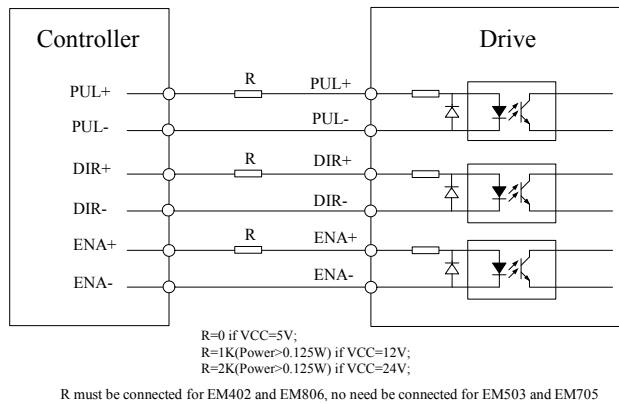 Controller
Drive
R
PUL+
PUL+
PUL-
PUL-
R
DIR+
DIR+
DIR-
DIR-
R
ENA+
ENA+
ENA-
ENA-
R=0 if VCC=5V;
R=1K(Power>0.125W) if VCC=12V;
R=2K(Power>0.125W) if VCC=24V;
R must be connected for EM402 and EM806, no need be connected for EM503 and EM705